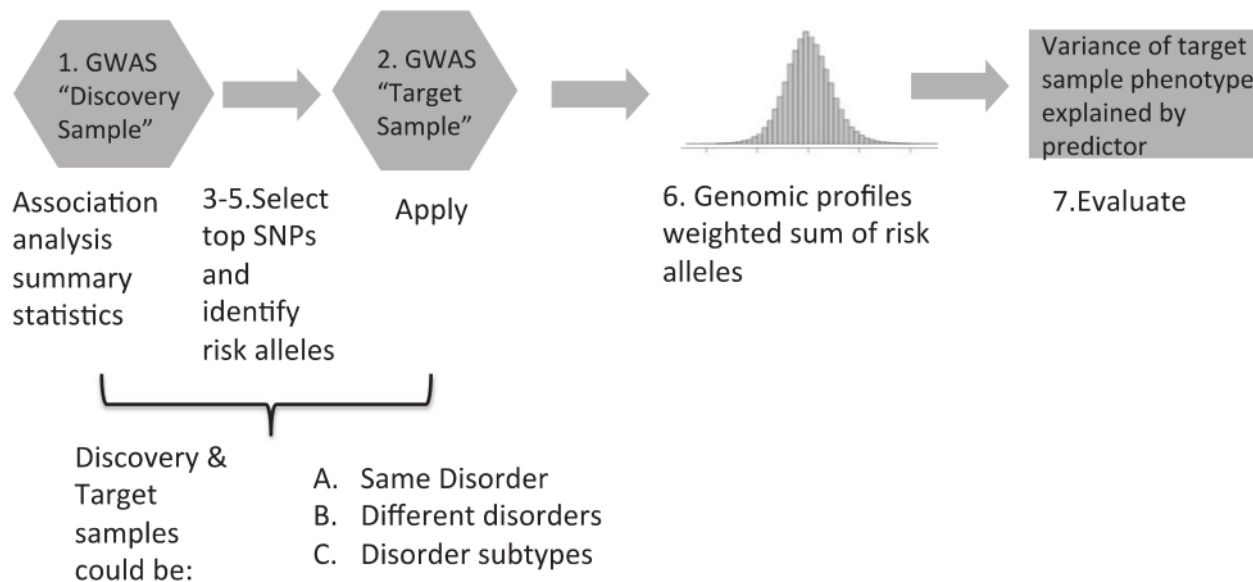 1. GWAS
“Discovery
Sample”
2. GWAS
“Target
Sample”
Variance of target
sample phenotype
explained by
predictor
Association
analysis
summary
statistics
3-5.Select
top SNPs
and
identify
risk alleles
Apply
6. Genomic profiles
weighted sum of risk
alleles
7.Evaluate
Discovery &
Target
samples
could be:
A. Same Disorder
B. Different disorders
C. Disorder subtypes